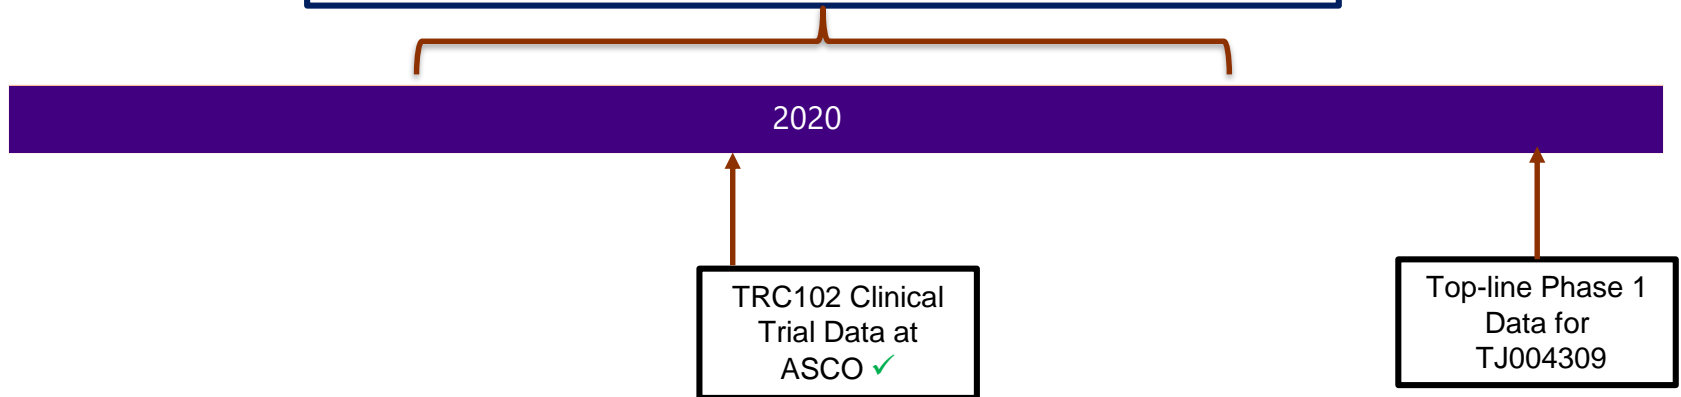 2020
TRC102 Clinical
Trial Data at
ASCO ✓
Top-line Phase 1
Data for
TJ004309